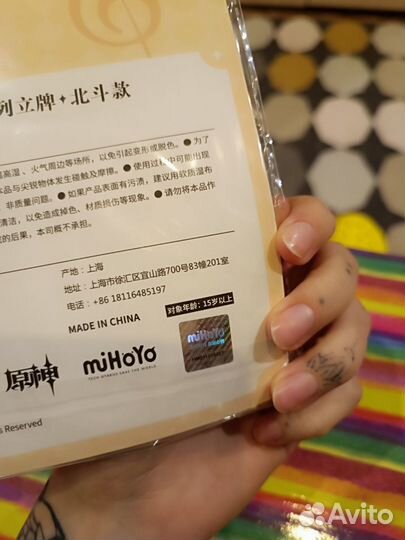 列立牌✦北斗款
高温、火气周边等场所，以免引起变形或脱色。● 为了
本品与尖锐物体发生碰触及摩擦。● 使用过程中可能出现
非质量问题。● 如果产品表面有污渍，建议用软质湿布
清洁，以免造成掉色、材质损伤等现象。● 请勿将本品作
的后果，本司概不承担。
产地：上海
地址：上海市徐汇区宜山路700号83幢201室
电话：+86 18116485197
MADE IN CHINA
对象年龄：15岁以上
原神
miHoYo
TECH OTAKUS SAVE THE WORLD
miHoYo
s Reserved
Avito